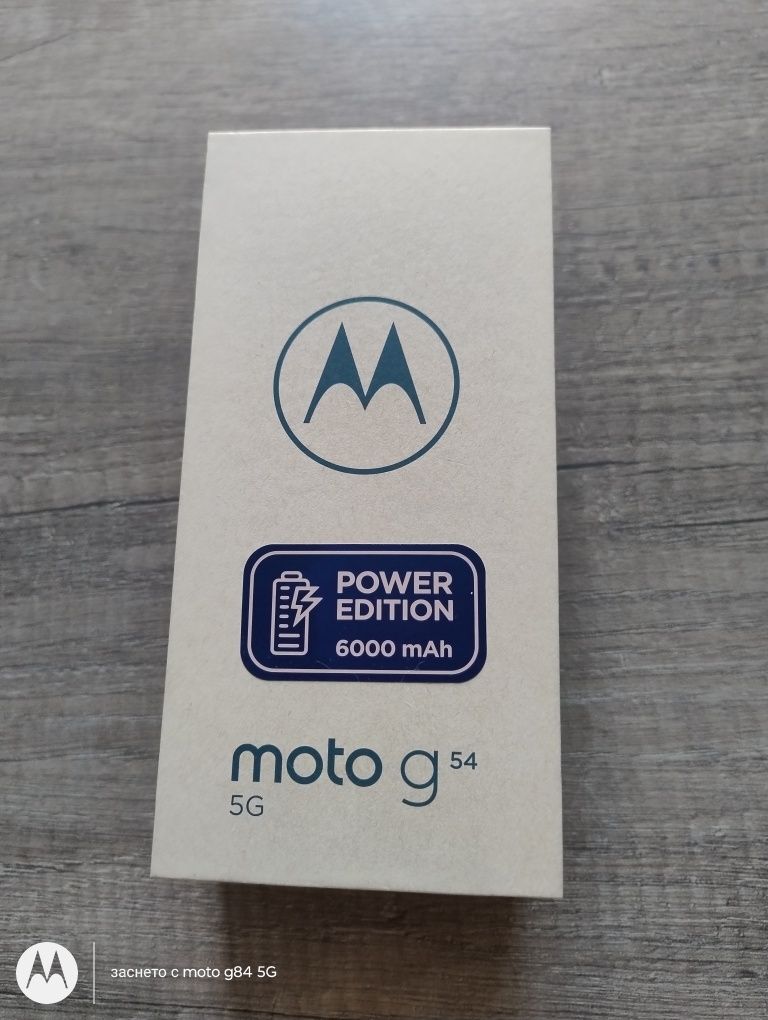 POWER
EDITION
6000 mAh
moto g 54
5G
заснето с moto g84 5G